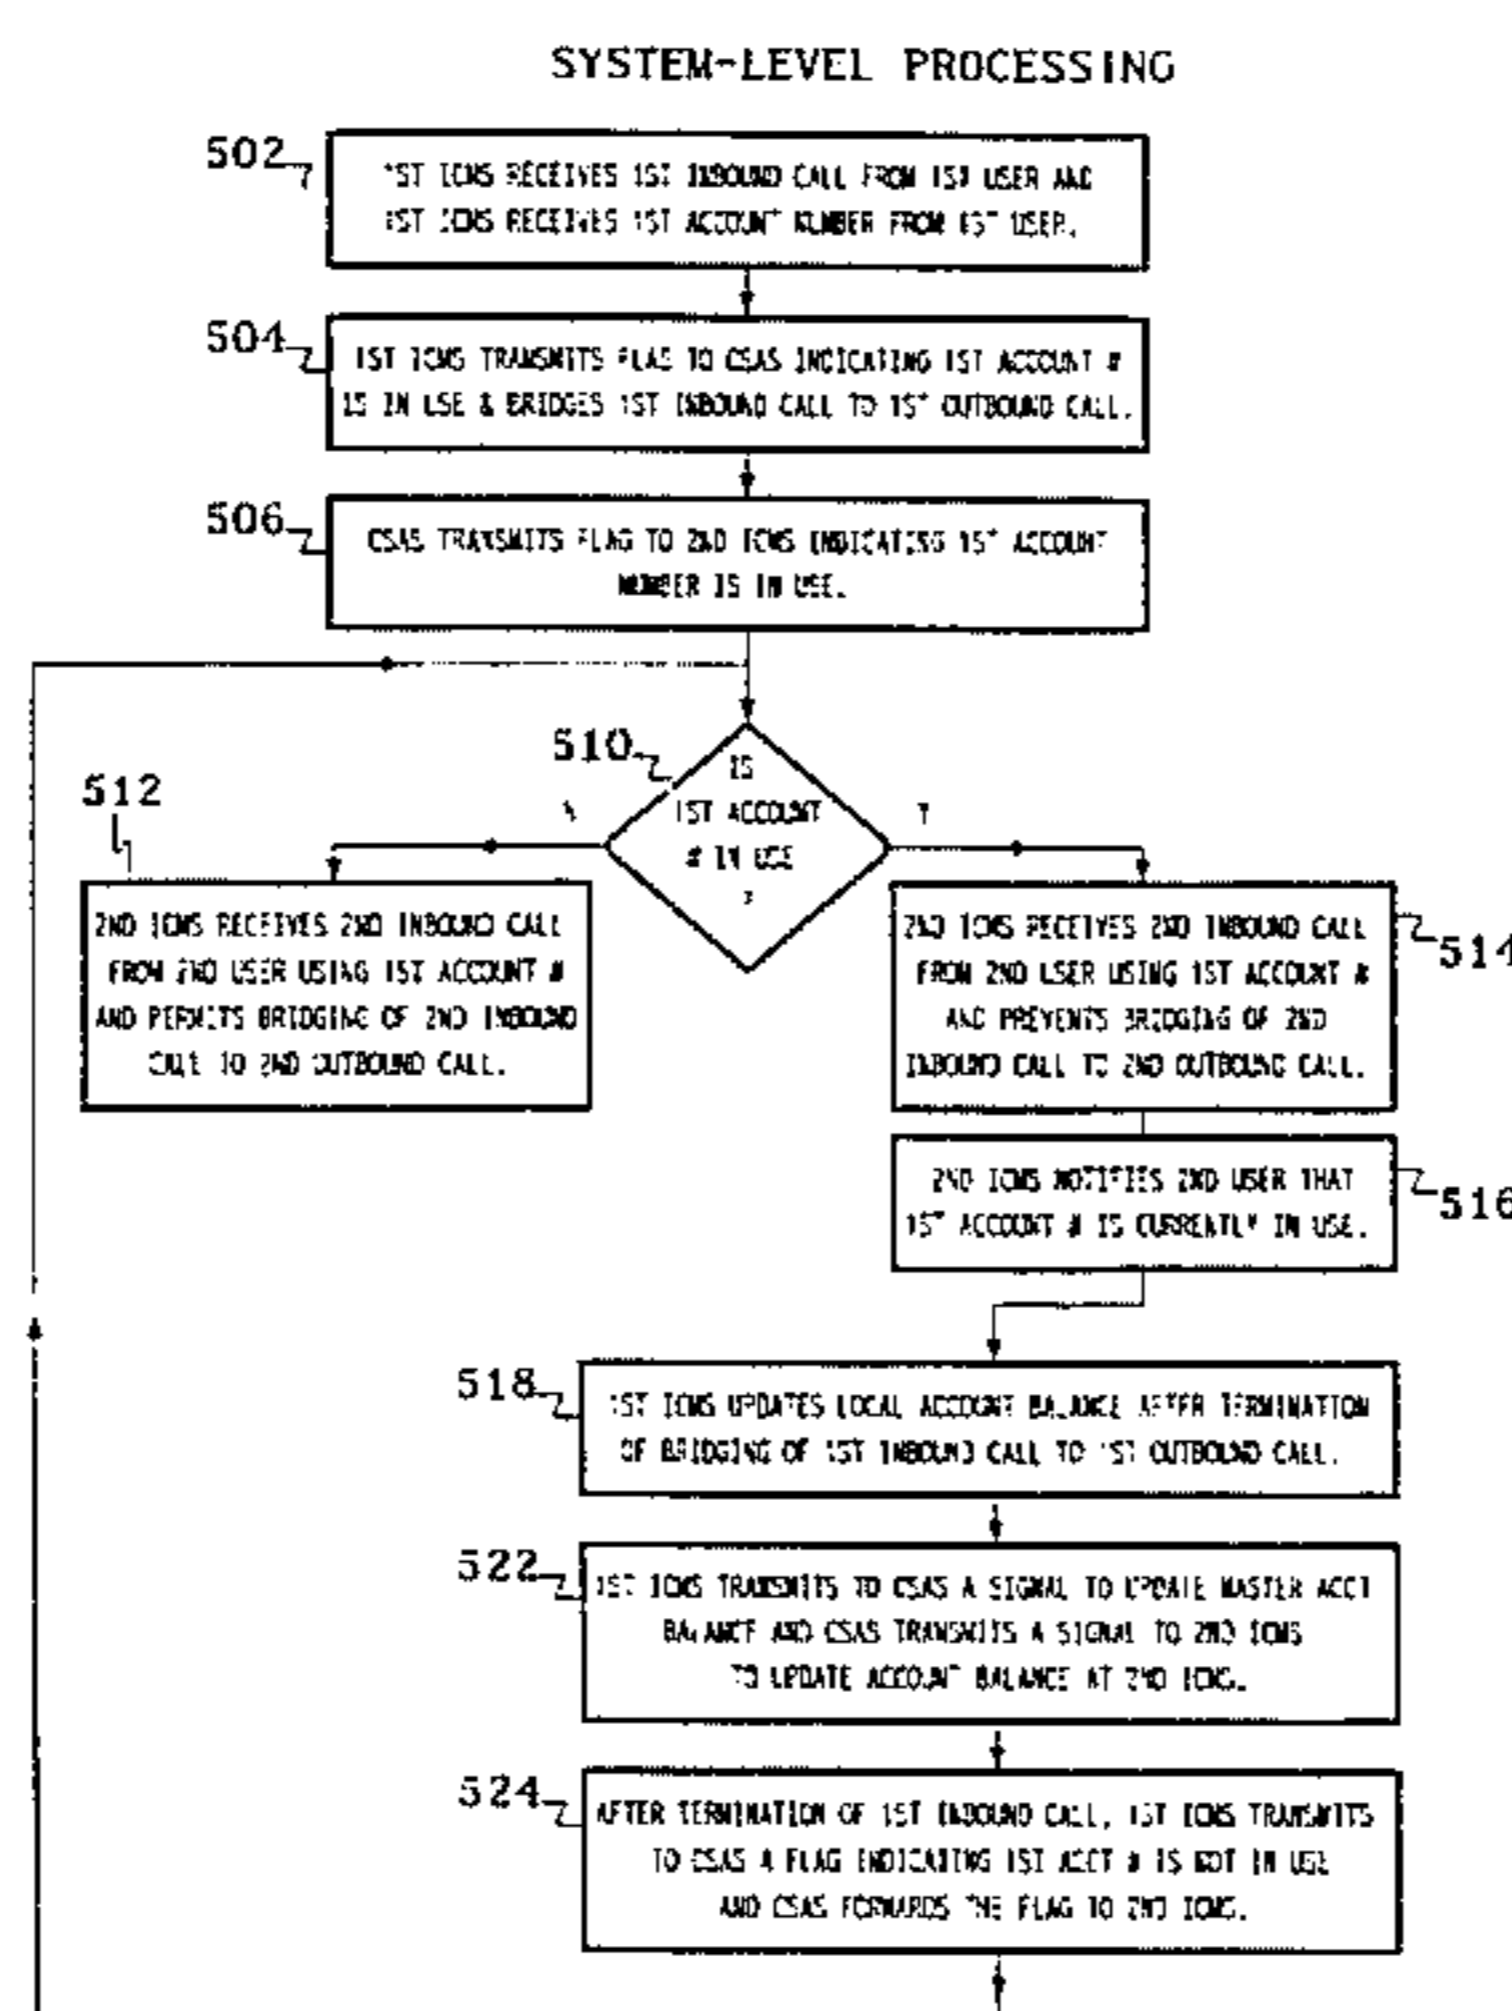 SYSTEM-LEVEL PROCESSING
502
1ST ICMS RECEIVES 1ST INBOUND CALL FROM 1ST USER AND
1ST ICMS RECEIVES 1ST ACCOUNT NUMBER FROM 1ST USER.
504
1ST ICMS TRANSMITS FLAG TO CSAS INDICATING 1ST ACCOUNT #
IS IN USE & BRIDGES 1ST INBOUND CALL TO 1ST OUTBOUND CALL.
506
CSAS TRANSMITS FLAG TO 2ND ICMS INDICATING 1ST ACCOUNT
NUMBER IS IN USE.
510
IS
1ST ACCOUNT
# IN USE
?
N
Y
512
2ND ICMS RECEIVES 2ND INBOUND CALL
FROM 2ND USER USING 1ST ACCOUNT #
AND PERMITS BRIDGING OF 2ND INBOUND
CALL TO 2ND OUTBOUND CALL.
514
2ND ICMS RECEIVES 2ND INBOUND CALL
FROM 2ND USER USING 1ST ACCOUNT #
AND PREVENTS BRIDGING OF 2ND
INBOUND CALL TO 2ND OUTBOUND CALL.
516
2ND ICMS NOTIFIES 2ND USER THAT
1ST ACCOUNT # IS CURRENTLY IN USE.
518
1ST ICMS UPDATES LOCAL ACCOUNT BALANCE AFTER TERMINATION
OF BRIDGING OF 1ST INBOUND CALL TO 1ST OUTBOUND CALL.
522
1ST ICMS TRANSMITS TO CSAS A SIGNAL TO UPDATE MASTER ACCT
BALANCE AND CSAS TRANSMITS A SIGNAL TO 2ND ICMS
TO UPDATE ACCOUNT BALANCE AT 2ND ICMS.
524
AFTER TERMINATION OF 1ST INBOUND CALL, 1ST ICMS TRANSMITS
TO CSAS A FLAG INDICATING 1ST ACCT # IS NOT IN USE
AND CSAS FORWARDS THE FLAG TO 2ND ICMS.